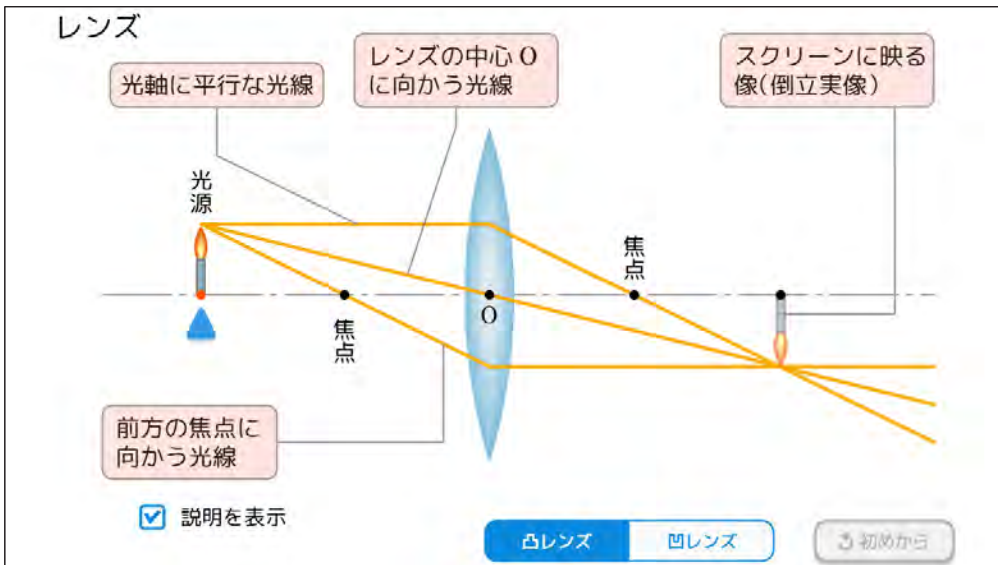 レンズ
光軸に平行な光線
レンズの中心 O
に向かう光線
スクリーンに映る
像(倒立実像)
光源
焦点
O
焦点
前方の焦点に
向かう光線
説明を表示
凸レンズ
凹レンズ
初めから